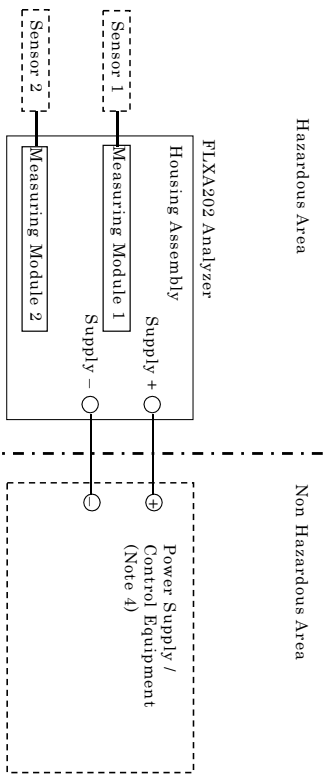 Hazardous Area
Non Hazardous Area
FLXA202 Analyzer
Housing Assembly
Sensor 1
Measuring Module 1
Sensor 2
Measuring Module 2
Supply +
Supply –
+
–
Power Supply /
Control Equipment
(Note 4)